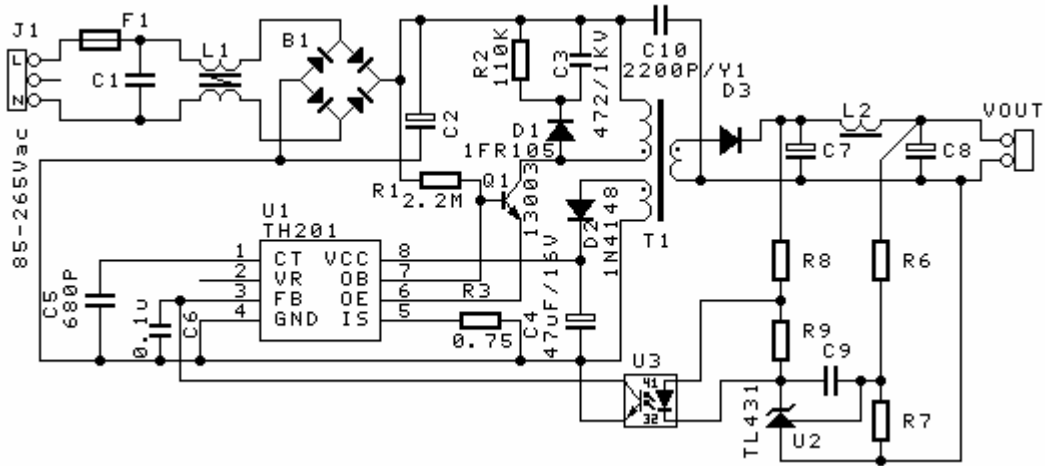 J1
F1
L
N
C1
L1
B1
C2
R2
110K
C3
472/1KV
C10
2200P/Y1
D3
L2
VOUT
C7
C8
85-265Vac
D1
1FR105
R1
2.2M
Q1
13003
D2
1N4148
T1
R8
R6
U1
TH201
1 CT VCC 8
2 VR OB 7
3 FB OE 6
4 GND IS 5
C5
680P
0.1u
C6
R3
0.75
C4
47uF/16V
R9
C9
U3
41
32
TL431
U2
R7